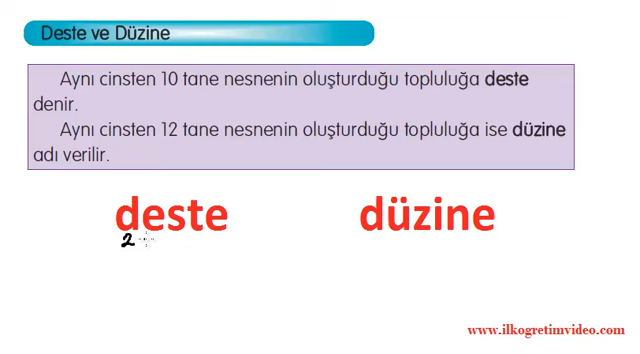 Deste ve Düzine
Aynı cinsten 10 tane nesnenin oluşturduğu topluluğa deste
denir.
Aynı cinsten 12 tane nesnenin oluşturduğu topluluğa ise düzine
adı verilir.
deste düzine
2
www.ilkogretimvideo.com